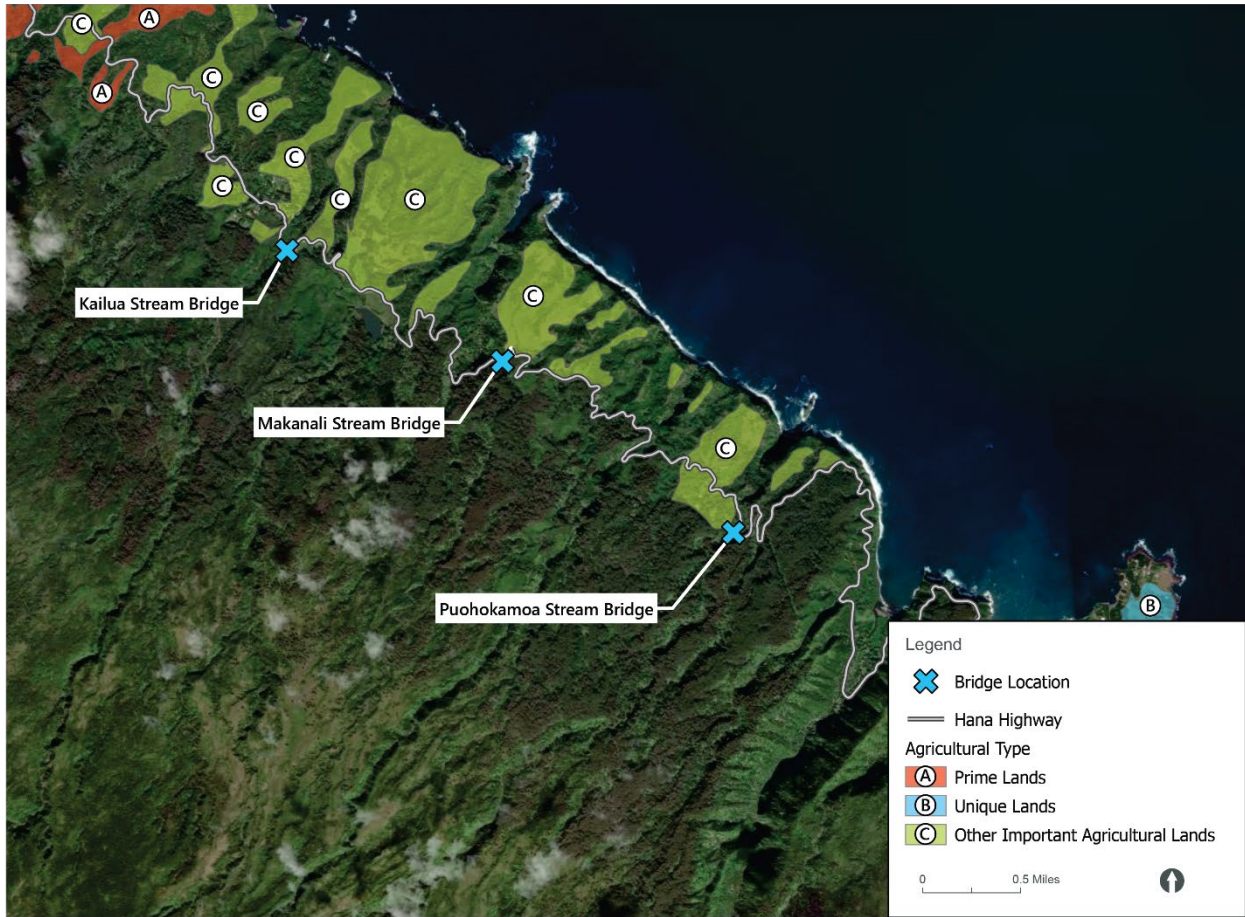 A
C
A
C
C
C
C
C
C
Kailua Stream Bridge
C
Makanali Stream Bridge
C
Puohokamoa Stream Bridge
B
Legend
Bridge Location
Hana Highway
Agricultural Type
A Prime Lands
B Unique Lands
C Other Important Agricultural Lands
0 0.5 Miles